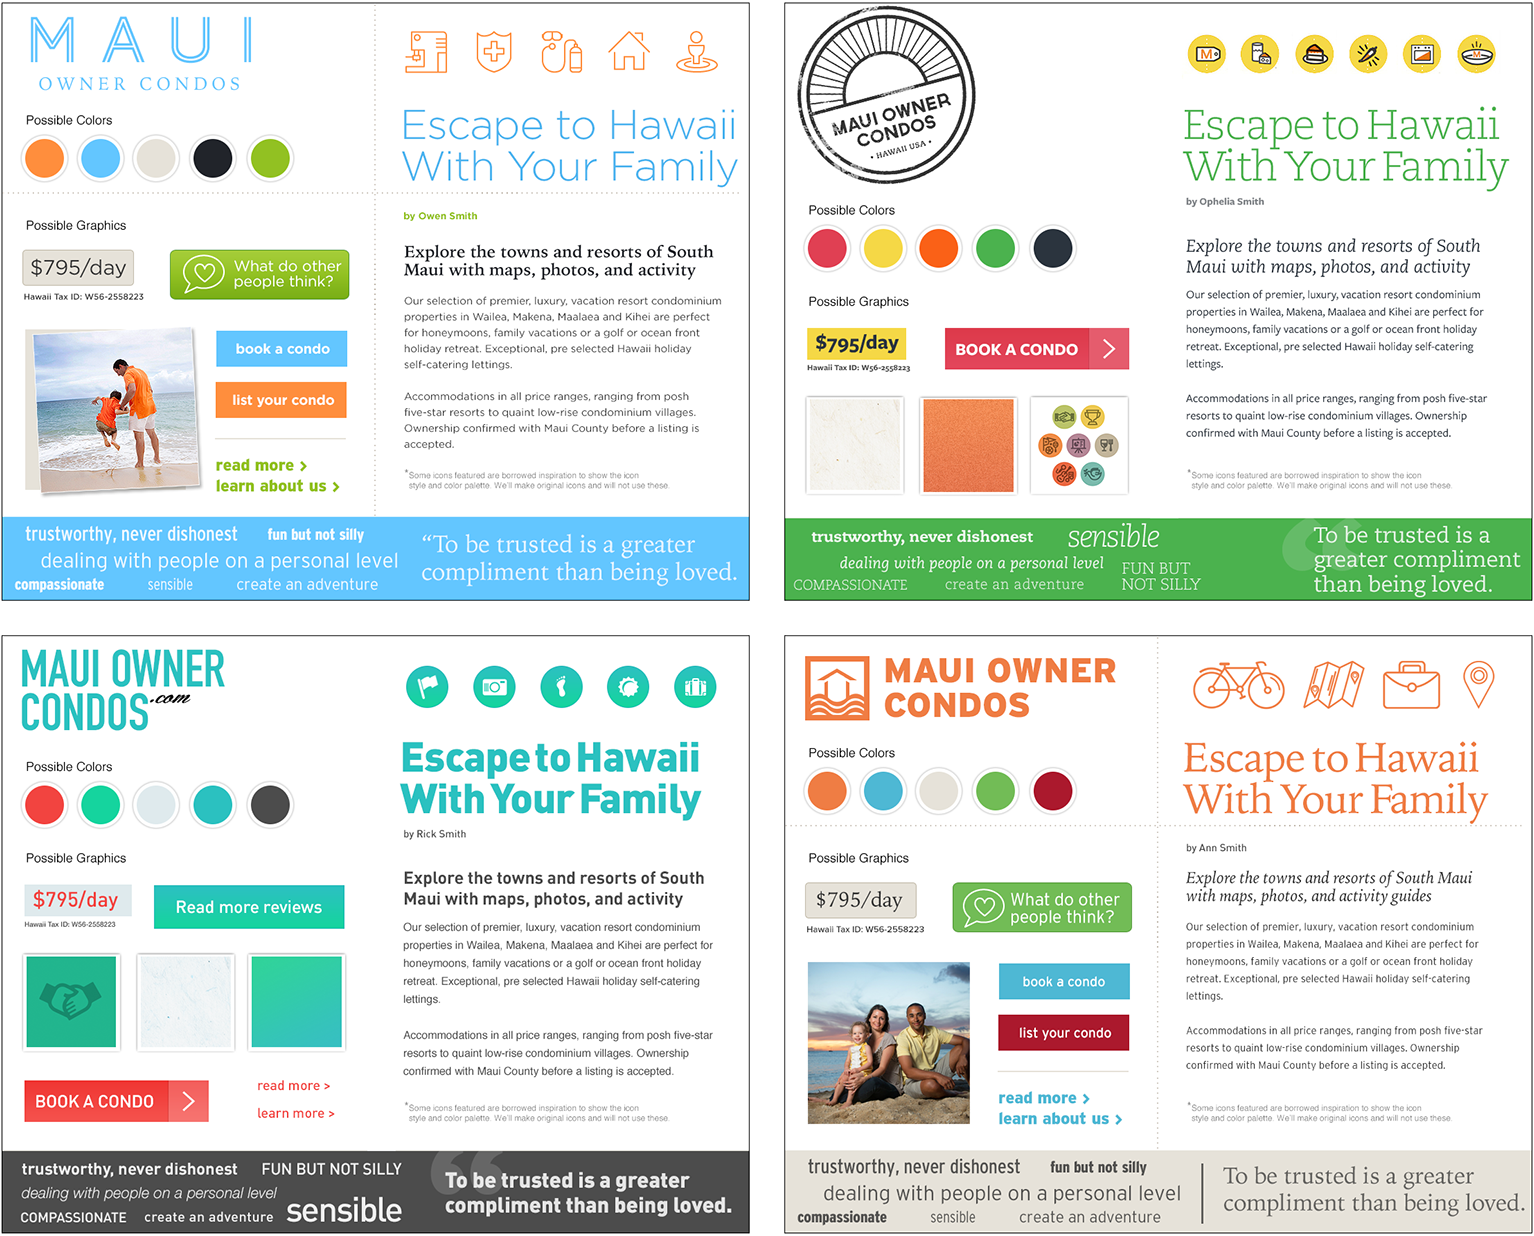 MAUI
OWNER CONDOS
Possible Colors
Possible Graphics
$795/day
Hawaii Tax ID: W56-2558223
What do other
people think?
book a condo
list your condo
read more >
learn about us >
Escape to Hawaii
With Your Family
by Owen Smith
Explore the towns and resorts of South
Maui with maps, photos, and activity
Our selection of premier, luxury, vacation resort condominium
properties in Wailea, Makena, Maalaea and Kihei are perfect
for honeymoons, family vacations or a golf or ocean front
holiday retreat. Exceptional, pre selected Hawaii holiday
self-catering lettings.
Accommodations in all price ranges, ranging from posh
five-star resorts to quaint low-rise condominium villages.
Ownership confirmed with Maui County before a listing is
accepted.
*Some icons featured are borrowed inspiration to show the icon
style and color palette. We'll make original icons and will not use these.
trustworthy, never dishonest
fun but not silly
dealing with people on a personal level
compassionate
sensible
create an adventure
“To be trusted is a greater
compliment than being loved.
MAUI OWNER
CONDOS
• HAWAII USA •
Possible Colors
Possible Graphics
$795/day
Hawaii Tax ID: W56-2558223
BOOK A CONDO
M
M
Escape to Hawaii
With Your Family
by Ophelia Smith
Explore the towns and resorts of South
Maui with maps, photos, and activity
Our selection of premier, luxury, vacation resort condominium
properties in Wailea, Makena, Maalaea and Kihei are perfect for
honeymoons, family vacations or a golf or ocean front holiday
retreat. Exceptional, pre selected Hawaii holiday self-catering
lettings.
Accommodations in all price ranges, ranging from posh five-star
resorts to quaint low-rise condominium villages. Ownership
confirmed with Maui County before a listing is accepted.
*Some icons featured are borrowed inspiration to show the icon
style and color palette. We'll make original icons and will not use these.
trustworthy, never dishonest
sensible
dealing with people on a personal level
FUN BUT
NOT SILLY
COMPASSIONATE
create an adventure
“To be trusted is a
greater compliment
than being loved.
MAUI OWNER
CONDOS.com
Possible Colors
Possible Graphics
$795/day
Hawaii Tax ID: W56-2558223
Read more reviews
BOOK A CONDO
read more >
learn more >
Escape to Hawaii
With Your Family
by Rick Smith
Explore the towns and resorts of South
Maui with maps, photos, and activity
Our selection of premier, luxury, vacation resort condominium
properties in Wailea, Makena, Maalaea and Kihei are perfect for
honeymoons, family vacations or a golf or ocean front holiday
retreat. Exceptional, pre selected Hawaii holiday self-catering
lettings.
Accommodations in all price ranges, ranging from posh five-star
resorts to quaint low-rise condominium villages. Ownership
confirmed with Maui County before a listing is accepted.
*Some icons featured are borrowed inspiration to show the icon
style and color palette. We'll make original icons and will not use these.
trustworthy, never dishonest
FUN BUT NOT SILLY
dealing with people on a personal level
COMPASSIONATE
create an adventure
sensible
“To be trusted is a greater
compliment than being loved.
MAUI OWNER
CONDOS
Possible Colors
Possible Graphics
$795/day
Hawaii Tax ID: W56-2558223
What do other
people think?
book a condo
list your condo
read more >
learn about us >
Escape to Hawaii
With Your Family
by Ann Smith
Explore the towns and resorts of South Maui
with maps, photos, and activity guides
Our selection of premier, luxury, vacation resort condominium
properties in Wailea, Makena, Maalaea and Kihei are perfect for
honeymoons, family vacations or a golf or ocean front holiday
retreat. Exceptional, pre selected Hawaii holiday self-catering
lettings.
Accommodations in all price ranges, ranging from posh five-star
resorts to quaint low-rise condominium villages. Ownership
confirmed with Maui County before a listing is accepted.
*Some icons featured are borrowed inspiration to show the icon
style and color palette. We'll make original icons and will not use these.
trustworthy, never dishonest
fun but not silly
dealing with people on a personal level
compassionate
sensible
create an adventure
To be trusted is a greater
compliment than being loved.